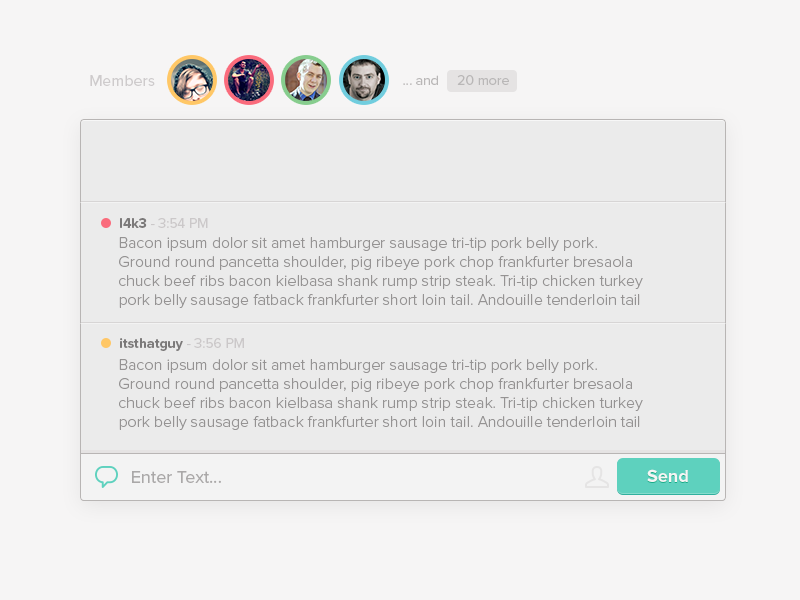 Members ... and 20 more
l4k3 - 3:54 PM
Bacon ipsum dolor sit amet hamburger sausage tri-tip pork belly pork.
Ground round pancetta shoulder, pig ribeye pork chop frankfurter bresaola
chuck beef ribs bacon kielbasa shank rump strip steak. Tri-tip chicken turkey
pork belly sausage fatback frankfurter short loin tail. Andouille tenderloin tail
itsthatguy - 3:56 PM
Bacon ipsum dolor sit amet hamburger sausage tri-tip pork belly pork.
Ground round pancetta shoulder, pig ribeye pork chop frankfurter bresaola
chuck beef ribs bacon kielbasa shank rump strip steak. Tri-tip chicken turkey
pork belly sausage fatback frankfurter short loin tail. Andouille tenderloin tail
Enter Text... Send